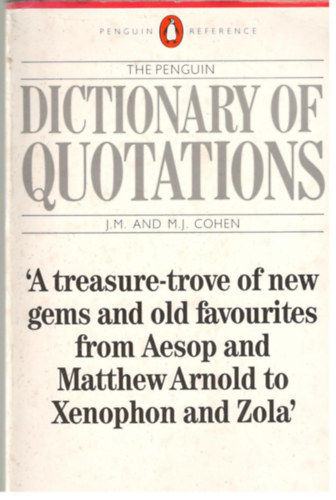 PENGUIN REFERENCE
THE PENGUIN
DICTIONARY OF
QUOTATIONS
J.M. AND M.J. COHEN
'A treasure-trove of new
gems and old favourites
from Aesop and
Matthew Arnold to
Xenophon and Zola'